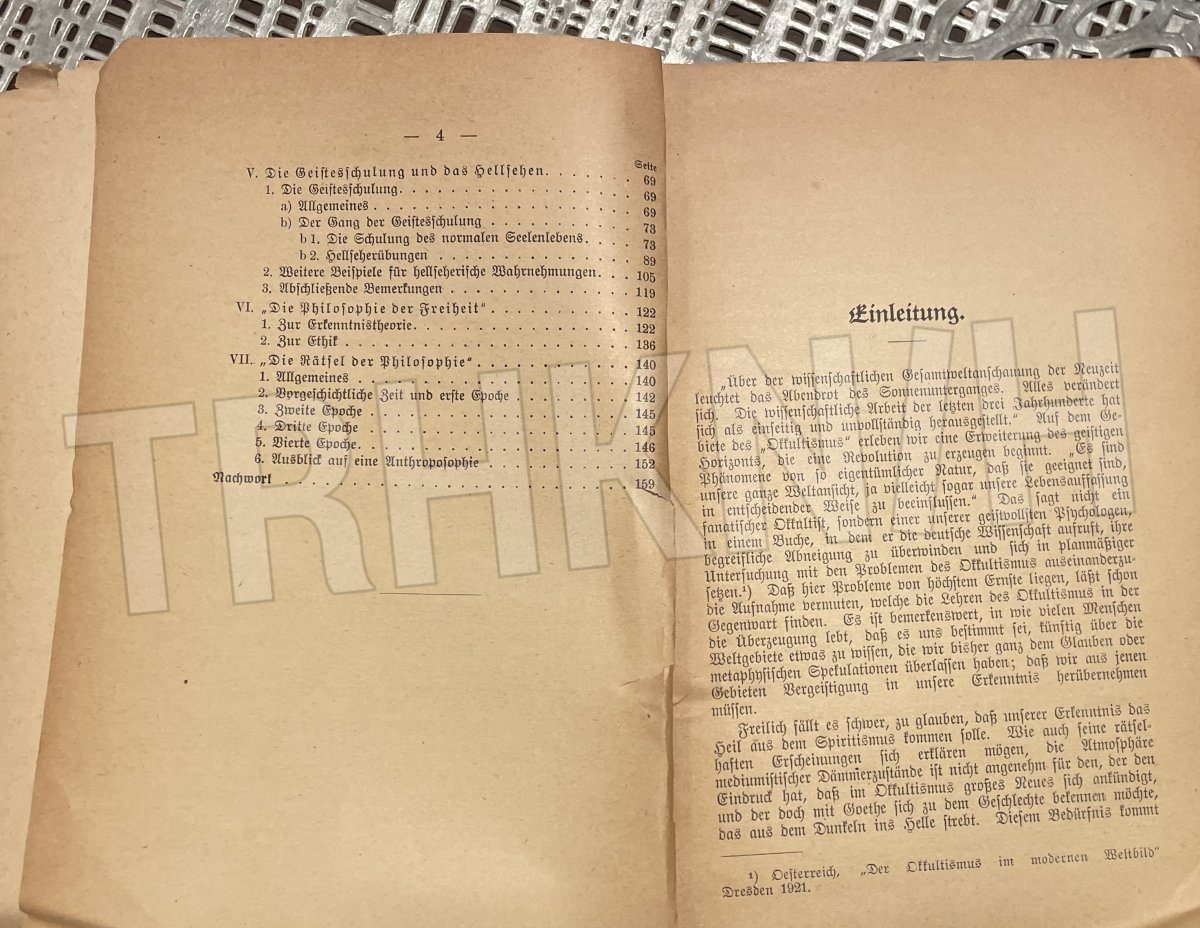 — 4 —
Seite
V. Die Geistesschulung und das Hellsehen. . . . . . . 69
1. Die Geistesschulung. . . . . . . . . . . . . . . . . . 69
a) Allgemeines . . . . . . . . . . . . . . . . . . . . 69
b) Der Gang der Geistesschulung . . . . . . . . . . 73
b 1. Die Schulung des normalen Seelenlebens. . . . 73
b 2. Hellseherübungen . . . . . . . . . . . . . . 89
2. Weitere Beispiele für hellseherische Wahrnehmungen. . . 105
3. Abschließende Bemerkungen . . . . . . . . . . . . . 119
VI. „Die Philosophie der Freiheit“ . . . . . . . . . . . 122
1. Zur Erkenntnistheorie. . . . . . . . . . . . . . . . 122
2. Zur Ethik . . . . . . . . . . . . . . . . . . . . . 136
VII. „Die Rätsel der Philosophie“ . . . . . . . . . . . . 140
1. Allgemeines . . . . . . . . . . . . . . . . . . . . 140
2. Vorgeschichtliche Zeit und erste Epoche . . . . . . . 142
3. Zweite Epoche . . . . . . . . . . . . . . . . . . . 145
4. Dritte Epoche . . . . . . . . . . . . . . . . . . . 145
5. Vierte Epoche. . . . . . . . . . . . . . . . . . . . 146
6. Ausblick auf eine Anthroposophie . . . . . . . . . . 152
Nachwort . . . . . . . . . . . . . . . . . . . . . . . . 159
Einleitung.
„Über der wissenschaftlichen Gesamtweltanschauung der Neuzeit
leuchtet das Abendrot des Sonnenunterganges. Alles verändert
sich. Die wissenschaftliche Arbeit der letzten drei Jahrhunderte hat
sich als einseitig und unvollständig herausgestellt.“ Auf dem Ge-
biete des „Okkultismus“ erleben wir eine Erweiterung des geistigen
Horizonts, die eine Revolution zu erzeugen beginnt. „Es sind
Phänomene von so eigentümlicher Natur, daß sie geeignet sind,
unsere ganze Weltansicht, ja vielleicht sogar unsere Lebensauffassung
in entscheidender Weise zu beeinflussen.“ Das sagt nicht ein
fanatischer Okkultist, sondern einer unserer geistvollsten Psychologen,
in einem Buche, in dem er die deutsche Wissenschaft aufruft, ihre
begreifliche Abneigung zu überwinden und sich in planmäßiger
Untersuchung mit den Problemen des Okkultismus auseinanderzu-
setzen.¹) Daß hier Probleme von höchstem Ernste liegen, läßt schon
die Aufnahme vermuten, welche die Lehren des Okkultismus in der
Gegenwart finden. Es ist bemerkenswert, in wie vielen Menschen
die Überzeugung lebt, daß es uns bestimmt sei, künftig über die
Weltgebiete etwas zu wissen, die wir bisher ganz dem Glauben oder
metaphysischen Spekulationen überlassen haben; daß wir aus jenen
Gebieten Vergeistigung in unsere Erkenntnis herübernehmen
müssen.
Freilich fällt es schwer, zu glauben, daß unserer Erkenntnis das
Heil aus dem Spiritismus kommen solle. Wie auch seine rätsel-
haften Erscheinungen sich erklären mögen, die Atmosphäre
mediumistischer Dämmerzustände ist nicht angenehm für den, der den
Eindruck hat, daß im Okkultismus großes Neues sich ankündigt,
und der doch mit Goethe sich zu dem Geschlechte bekennen möchte,
das aus dem Dunkeln ins Helle strebt. Diesem Bedürfnis kommt
¹) Oesterreich, „Der Okkultismus im modernen Weltbild“
Dresden 1921.